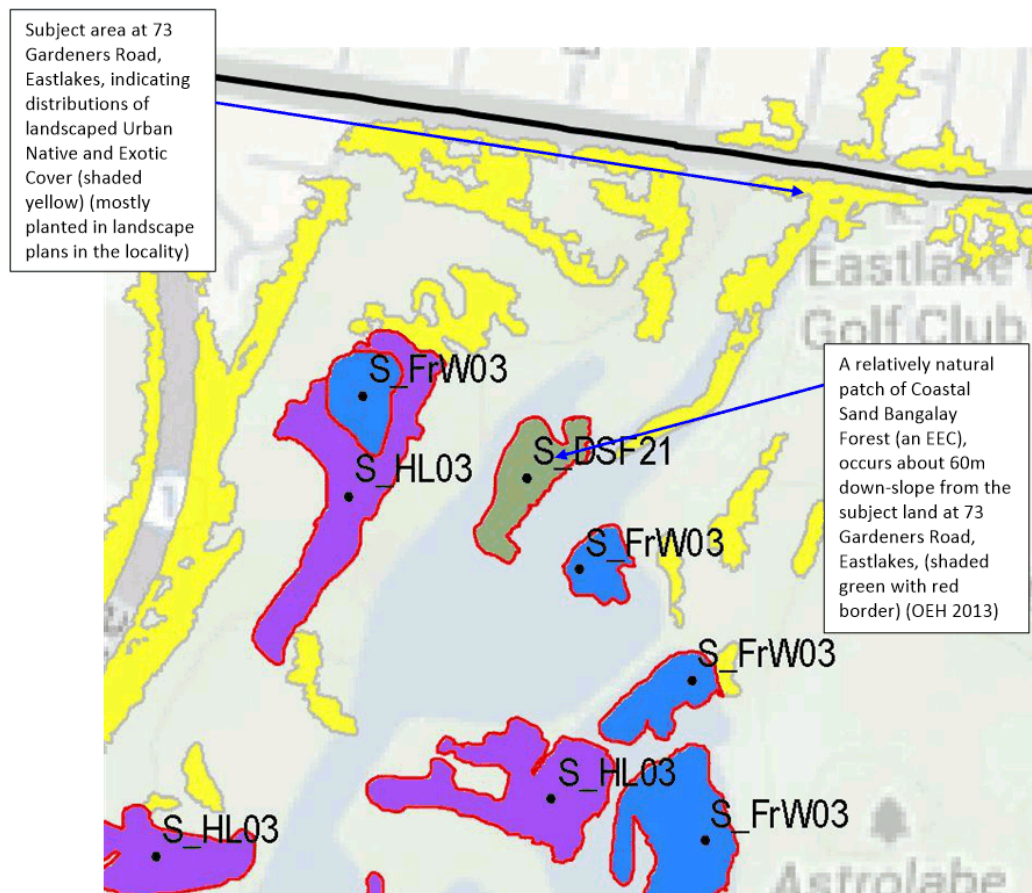 Subject area at 73
Gardeners Road,
Eastlakes, indicating
distributions of
landscaped Urban
Native and Exotic
Cover (shaded
yellow) (mostly
planted in landscape
plans in the locality)
Eastlake
Golf Club
A relatively natural
patch of Coastal
Sand Bangalay
Forest (an EEC),
occurs about 60m
down-slope from the
subject land at 73
Gardeners Road,
Eastlakes, (shaded
green with red
border) (OEH 2013)
S_FrW03
S_DSF21
S_HL03
1
S_FrW03
S_FrW03
S_HL03
S_FrW03
S_HL03
Astrolabe